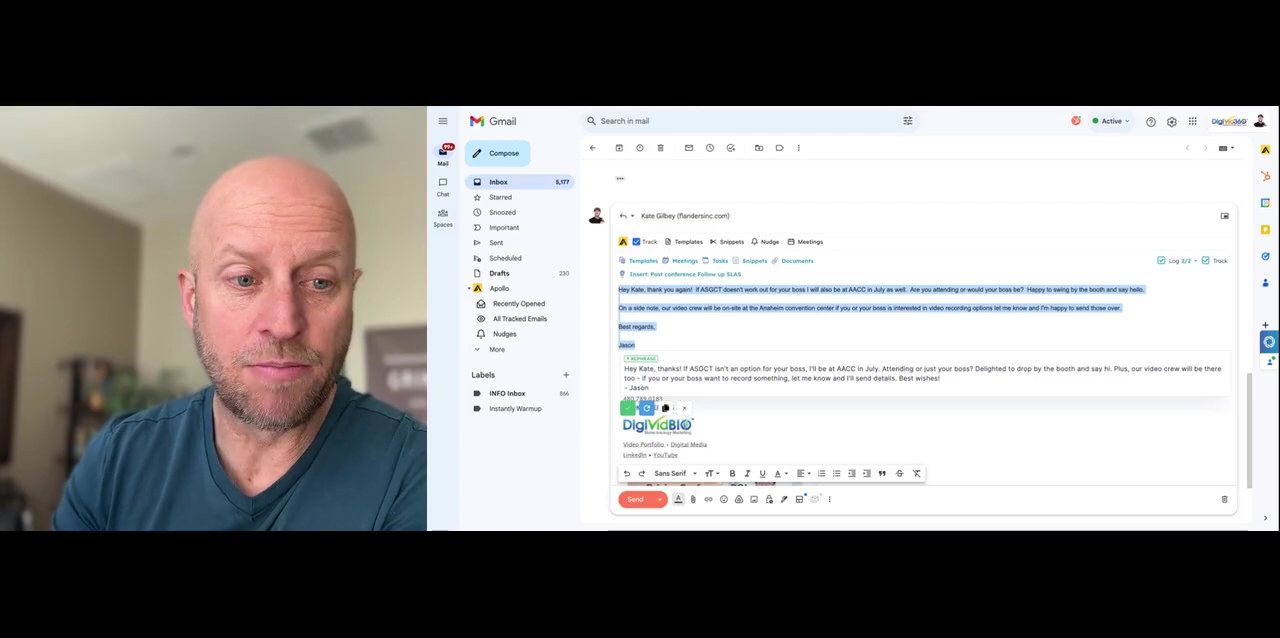 Gmail
Search in mail
Active
DigiVid360
99+
Mail
Chat
Spaces
Compose
Inbox 5,177
Starred
Snoozed
Important
Sent
Scheduled
Drafts 230
Apollo
Recently Opened
All Tracked Emails
Nudges
More
Labels
INFO Inbox 866
Instantly Warmup
Kate Gilbey (flandersinc.com)
Track Templates Snippets Nudge Meetings
Templates Meetings Tasks Snippets Documents
Log 2/2 Track
Insert: Post conference Follow up SLAS
Hey Kate, thank you again! If ASGCT doesn't work out for your boss I will also be at AACC in July as well. Are you attending or would your boss be? Happy to swing by the booth and say hello.
On a side note, our video crew will be on-site at the Anaheim convention center if you or your boss is interested in video recording options let me know and I'm happy to send those over.
Best regards,
Jason
REPHRASE
Hey Kate, thanks! If ASGCT isn't an option for your boss, I'll be at AACC in July. Attending or just your boss? Delighted to drop by the booth and say hi. Plus, our video crew will be there
too - if you or your boss want to record something, let me know and I'll send details. Best wishes!
- Jason
DigiVidBIO
Biotechnology Marketing
Video Portfolio • Digital Media
LinkedIn • YouTube
Sans Serif
Send